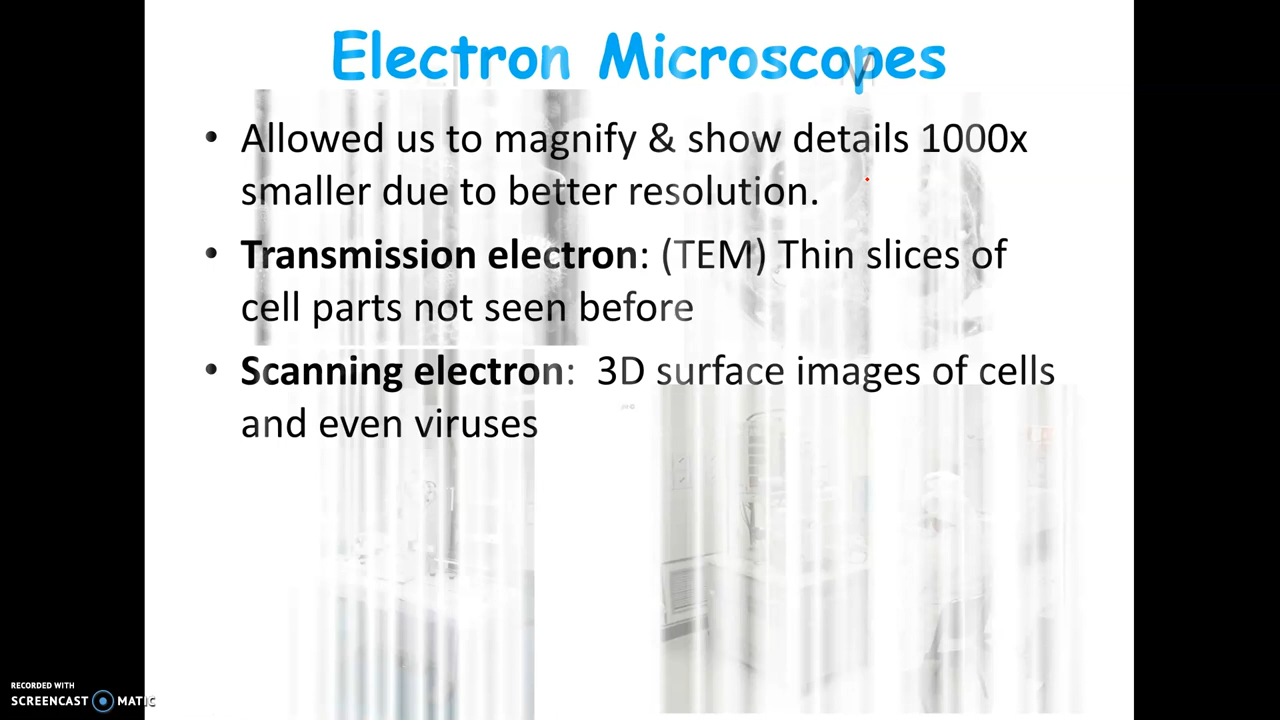 Electron Microscopes
• Allowed us to magnify & show details 1000x
smaller due to better resolution.
• Transmission electron: (TEM) Thin slices of
cell parts not seen before
• Scanning electron: 3D surface images of cells
and even viruses
RECORDED WITH
SCREENCAST MATIC